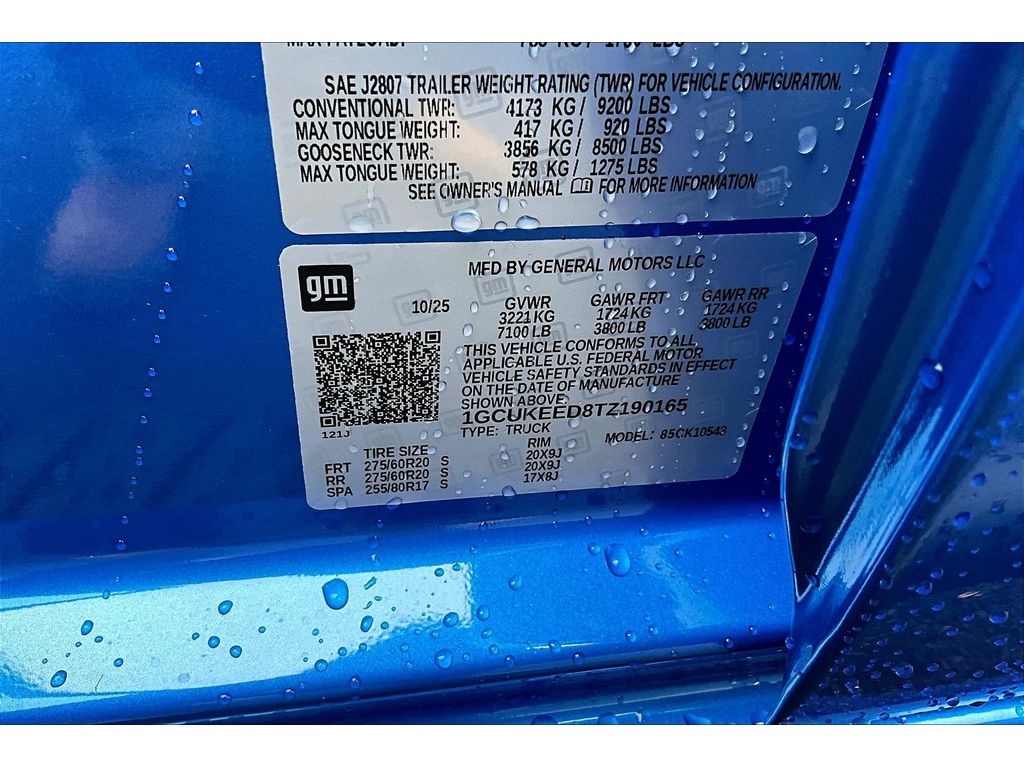 SAE J2807 TRAILER WEIGHT RATING (TWR) FOR VEHICLE CONFIGURATION.
CONVENTIONAL TWR: 4173 KG / 9200 LBS
MAX TONGUE WEIGHT: 417 KG / 920 LBS
GOOSENECK TWR: 3856 KG / 8500 LBS
MAX TONGUE WEIGHT: 578 KG / 1275 LBS
SEE OWNER'S MANUAL FOR MORE INFORMATION
gm
MFD BY GENERAL MOTORS LLC
10/25 GVWR GAWR FRT GAWR RR
3221 KG 1724 KG 1724 KG
7100 LB 3800 LB 3800 LB
THIS VEHICLE CONFORMS TO ALL
APPLICABLE U.S. FEDERAL MOTOR
VEHICLE SAFETY STANDARDS IN EFFECT
ON THE DATE OF MANUFACTURE
SHOWN ABOVE.
1GCUKEED8TZ190165
TYPE: TRUCK MODEL: 85CK10543
121J
TIRE SIZE RIM
FRT 275/60R20 S 20X9J
RR 275/60R20 S 20X9J
SPA 255/80R17 S 17X8J